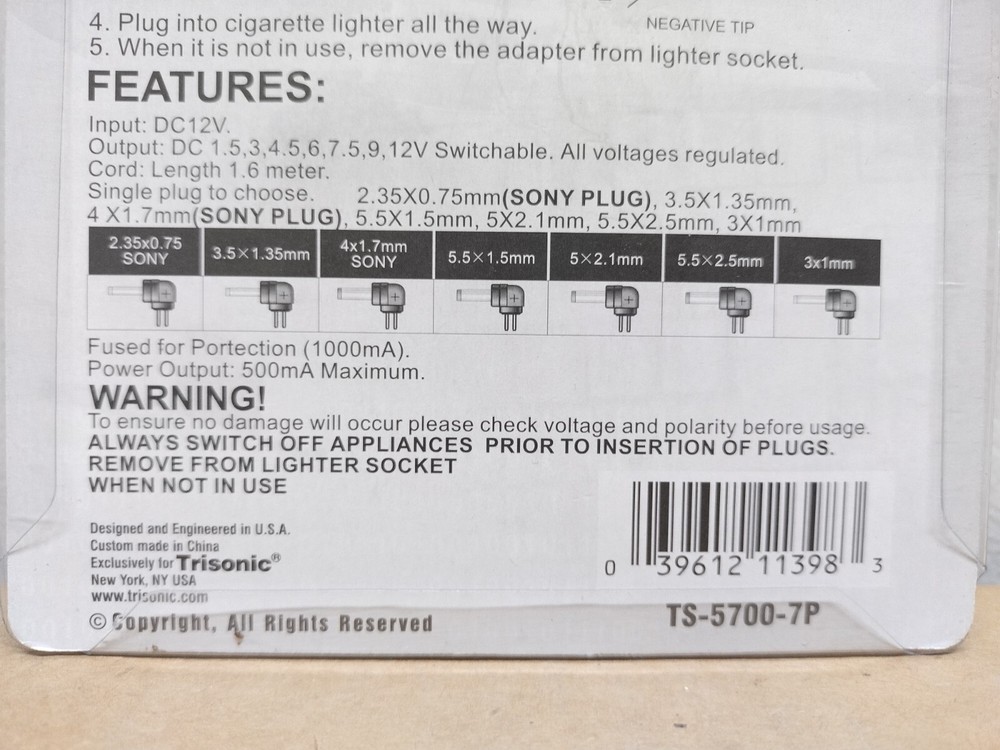 4. Plug into cigarette lighter all the way.
NEGATIVE TIP
5. When it is not in use, remove the adapter from lighter socket.
FEATURES:
Input: DC12V.
Output: DC 1.5,3,4.5,6,7.5,9,12V Switchable. All voltages regulated.
Cord: Length 1.6 meter.
Single plug to choose. 2.35X0.75mm(SONY PLUG), 3.5X1.35mm,
4 X1.7mm(SONY PLUG), 5.5X1.5mm, 5X2.1mm, 5.5X2.5mm, 3X1mm
2.35x0.75
SONY
3.5×1.35mm
4x1.7mm
SONY
5.5×1.5mm
5×2.1mm
5.5×2.5mm
3x1mm
Fused for Portection (1000mA).
Power Output: 500mA Maximum.
WARNING!
To ensure no damage will occur please check voltage and polarity before usage.
ALWAYS SWITCH OFF APPLIANCES PRIOR TO INSERTION OF PLUGS.
REMOVE FROM LIGHTER SOCKET
WHEN NOT IN USE
Designed and Engineered in U.S.A.
Custom made in China
Exclusively for Trisonic®
New York, NY USA
www.trisonic.com
© Copyright, All Rights Reserved
0 39612 11398 3
TS-5700-7P